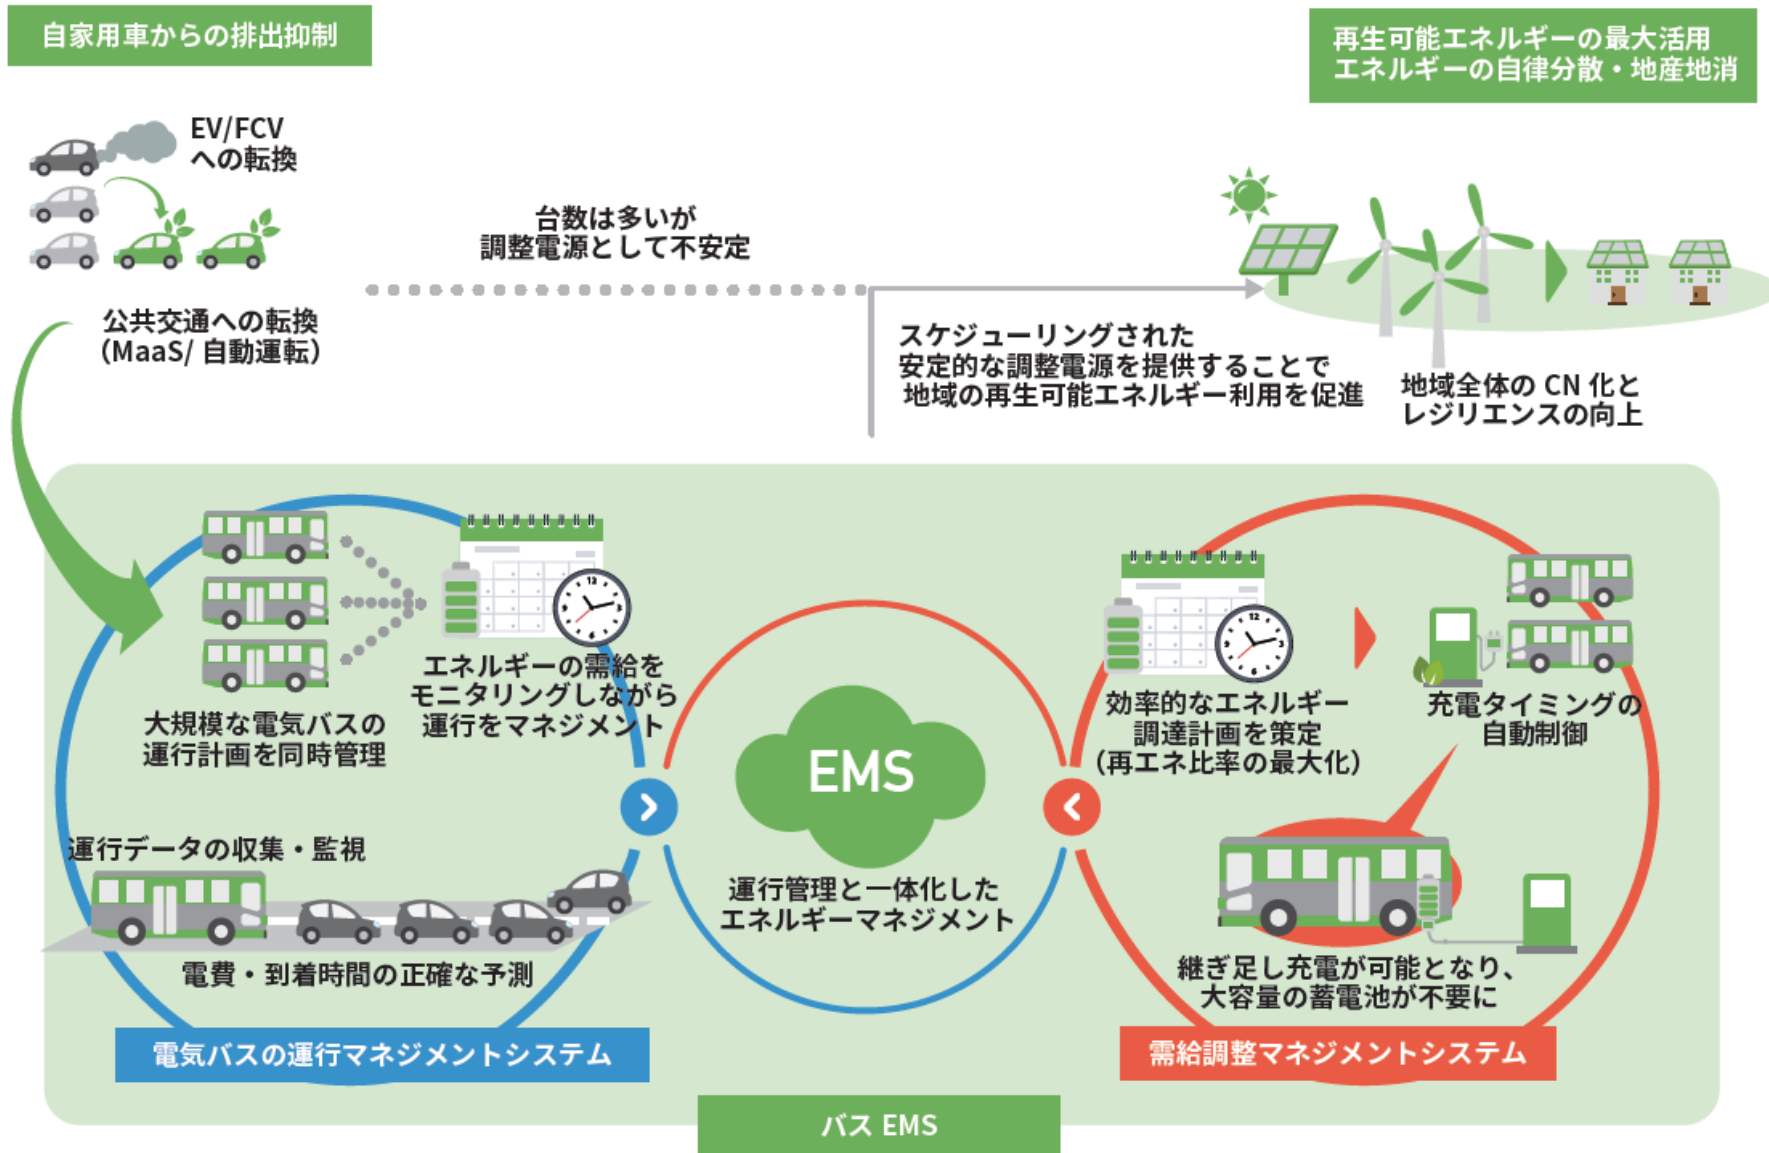 自家用車からの排出抑制
再生可能エネルギーの最大活用
エネルギーの自律分散・地産地消
EV/FCV
への転換
台数は多いが
調整電源として不安定
公共交通への転換
（MaaS/ 自動運転）
スケジューリングされた
安定的な調整電源を提供することで
地域の再生可能エネルギー利用を促進
地域全体の CN 化と
レジリエンスの向上
エネルギーの需給を
モニタリングしながら
運行をマネジメント
大規模な電気バスの
運行計画を同時管理
運行データの収集・監視
電費・到着時間の正確な予測
電気バスの運行マネジメントシステム
EMS
運行管理と一体化した
エネルギーマネジメント
効率的なエネルギー
調達計画を策定
（再エネ比率の最大化）
充電タイミングの
自動制御
継ぎ足し充電が可能となり、
大容量の蓄電池が不要に
需給調整マネジメントシステム
バス EMS